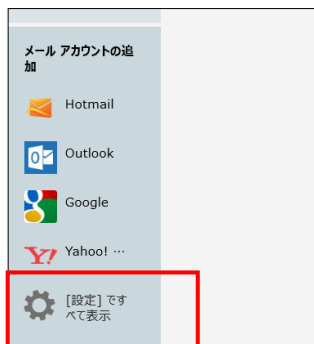 メール アカウントの追
加
Hotmail
Outlook
Google
Yahoo! …
[設定] です
べて表示